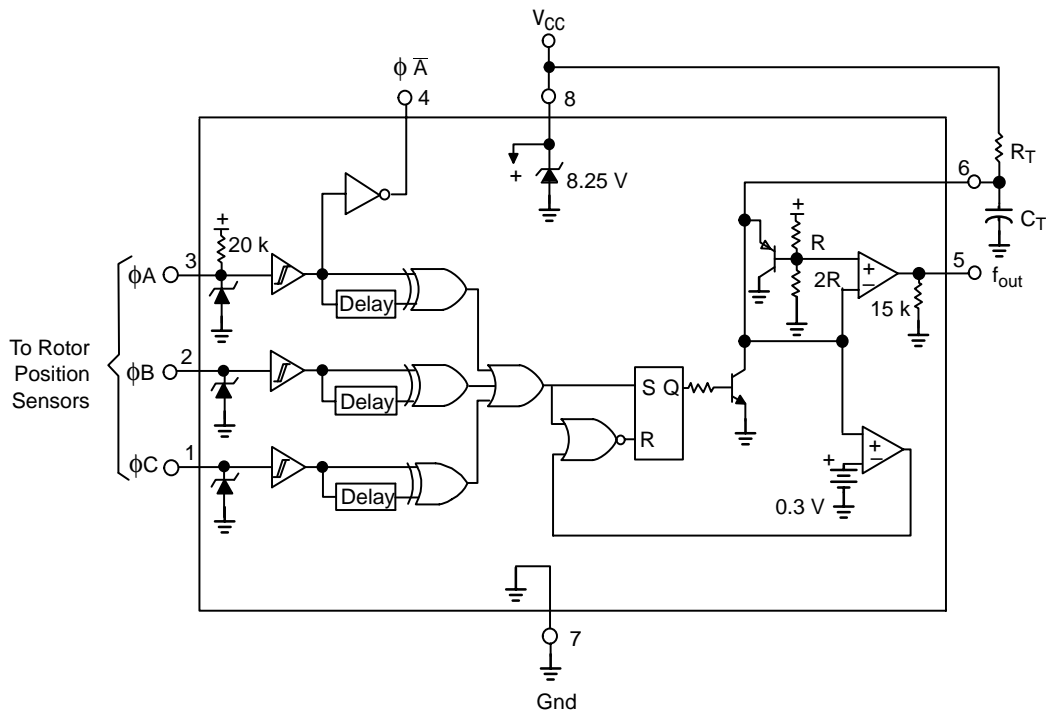 V_CC
ϕ A̅
4
8
+
8.25 V
6
R_T
C_T
+
20 k
3
ϕA
Delay
+
R
2R
+
−
5
f_out
15 k
To Rotor
Position
Sensors
2
ϕB
Delay
S Q
R
1
ϕC
Delay
+
−
+
0.3 V
7
Gnd